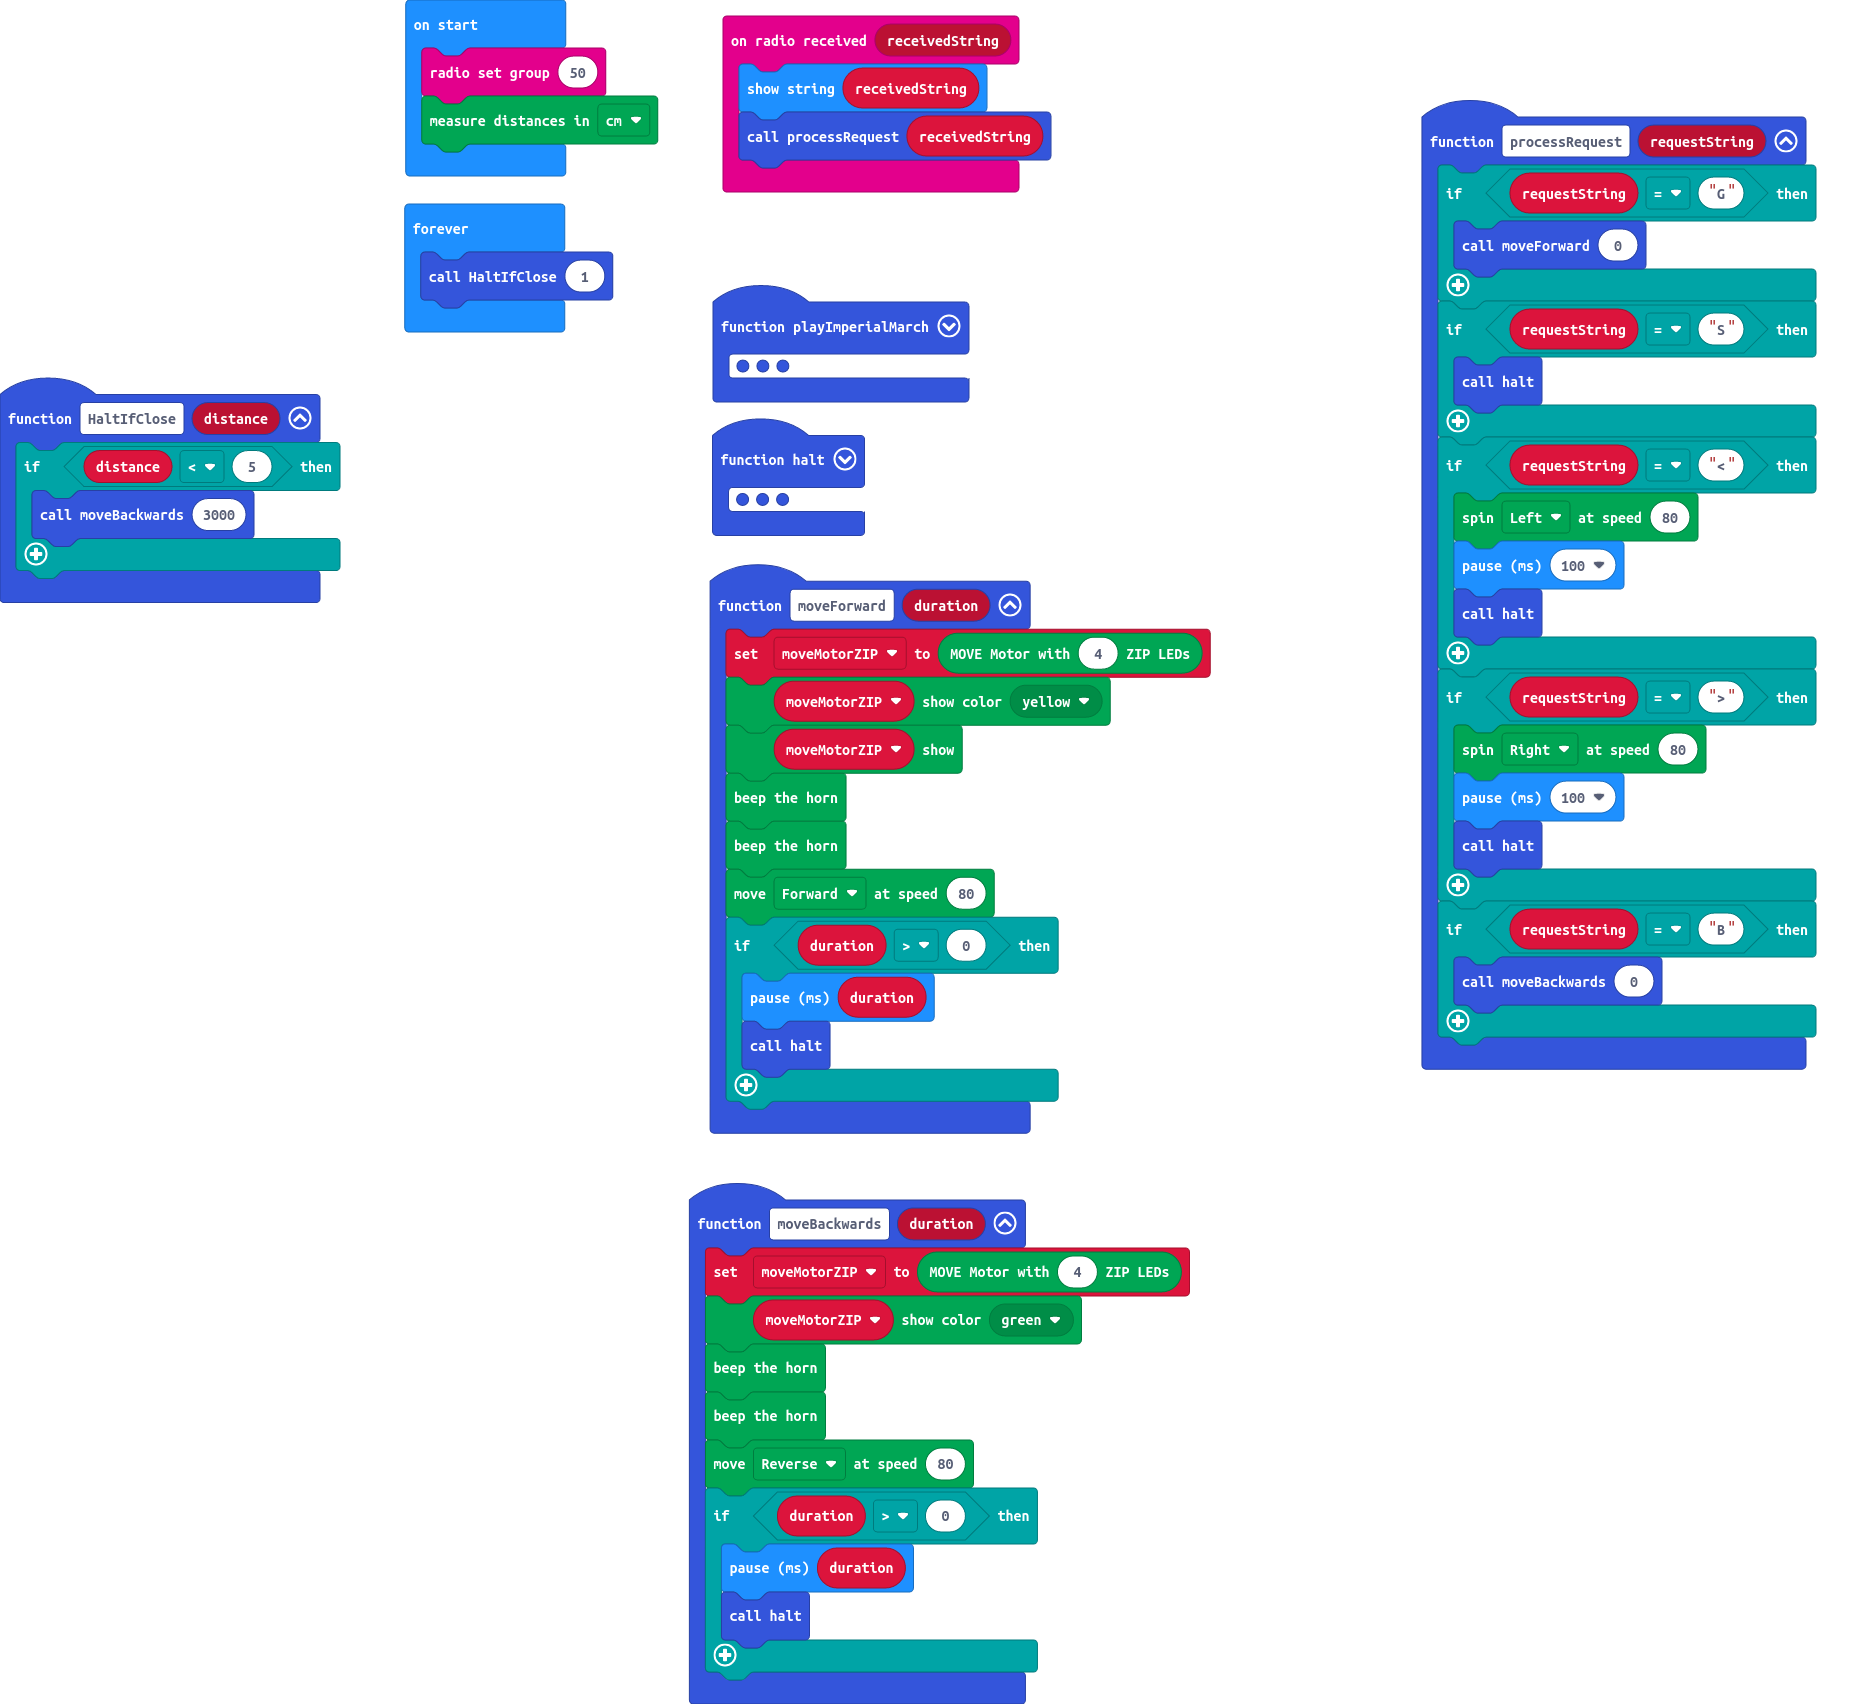 on start
radio set group 50
measure distances in cm
forever
call HaltIfClose 1
function HaltIfClose distance
if distance < 5 then
call moveBackwards 3000
on radio received receivedString
show string receivedString
call processRequest receivedString
function playImperialMarch
function halt
function moveForward duration
set moveMotorZIP to MOVE Motor with 4 ZIP LEDs
moveMotorZIP show color yellow
moveMotorZIP show
beep the horn
beep the horn
move Forward at speed 80
if duration > 0 then
pause (ms) duration
call halt
function moveBackwards duration
set moveMotorZIP to MOVE Motor with 4 ZIP LEDs
moveMotorZIP show color green
beep the horn
beep the horn
move Reverse at speed 80
if duration > 0 then
pause (ms) duration
call halt
function processRequest requestString
if requestString = "G" then
call moveForward 0
if requestString = "S" then
call halt
if requestString = "<" then
spin Left at speed 80
pause (ms) 100
call halt
if requestString = ">" then
spin Right at speed 80
pause (ms) 100
call halt
if requestString = "B" then
call moveBackwards 0